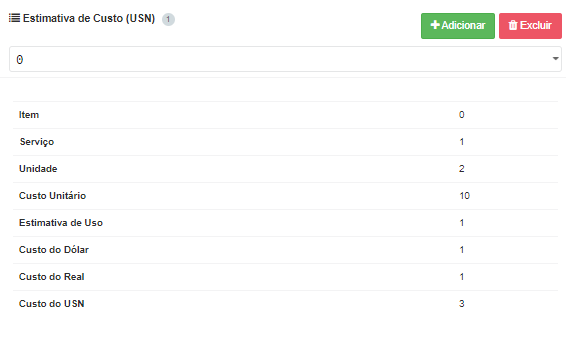 Estimativa de Custo (USN) 1
Adicionar Excluir
0
Item 0
Serviço 1
Unidade 2
Custo Unitário 10
Estimativa de Uso 1
Custo do Dólar 1
Custo do Real 1
Custo do USN 3